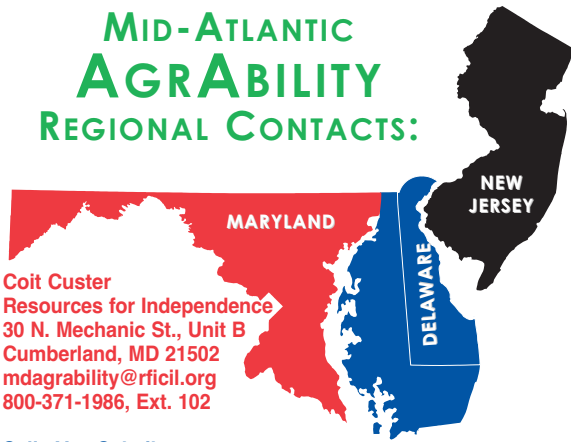 MID-ATLANTIC
AGRABILITY
REGIONAL CONTACTS:
NEW
JERSEY
MARYLAND
DELAWARE
Coit Custer
Resources for Independence
30 N. Mechanic St., Unit B
Cumberland, MD 21502
mdagrability@rficil.org
800-371-1986, Ext. 102